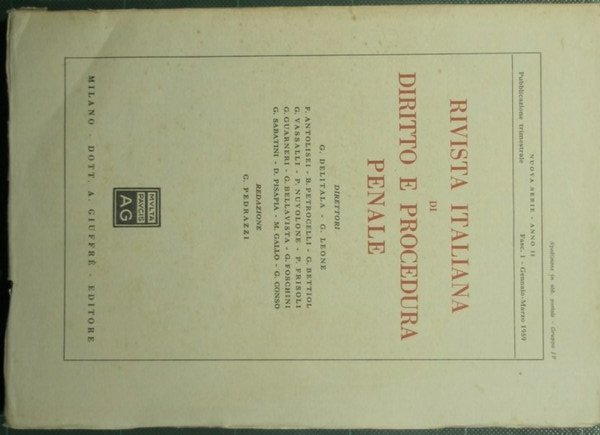 Spedizione in abb. postale - Gruppo IV
NUOVA SERIE - ANNO II
Pubblicazione trimestrale
Fasc. 1 - Gennaio-Marzo 1959
RIVISTA ITALIANA
DI
DIRITTO E PROCEDURA
PENALE
DIRETTORI
G. DELITALA - G. LEONE
F. ANTOLISEI - B. PETROCELLI - G. BETTIOL
G. VASSALLI - P. NUVOLONE - P. FRISOLI
G. GUARNERI - G. BELLAVISTA - G. FOSCHINI
G. SABATINI - D. PISAPIA - M. GALLO - G. CONSO
REDAZIONE
C. PEDRAZZI
MVLTA
PAVCIS
AG
MILANO - DOTT. A. GIUFFRÈ - EDITORE